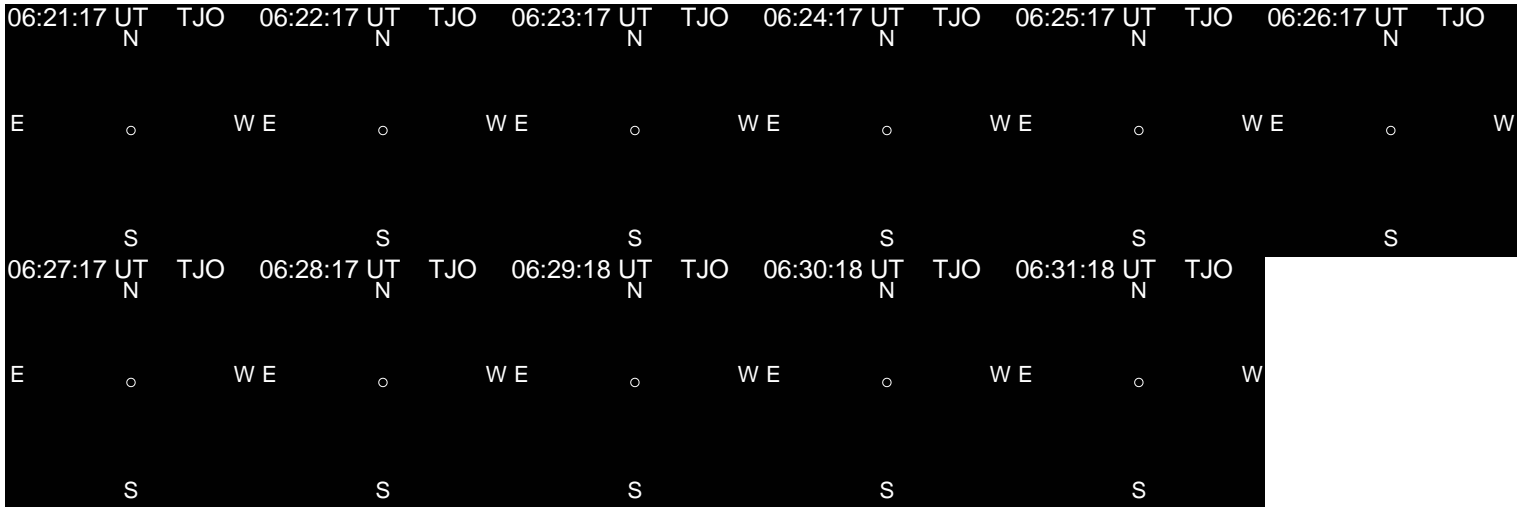 06:21:17 UT TJO 06:22:17 UT TJO 06:23:17 UT TJO 06:24:17 UT TJO 06:25:17 UT TJO 06:26:17 UT TJO
N N N N N N
E W E W E W E W E W E W
S S S S S S
06:27:17 UT TJO 06:28:17 UT TJO 06:29:18 UT TJO 06:30:18 UT TJO 06:31:18 UT TJO
N N N N N
E W E W E W E W E W
S S S S S